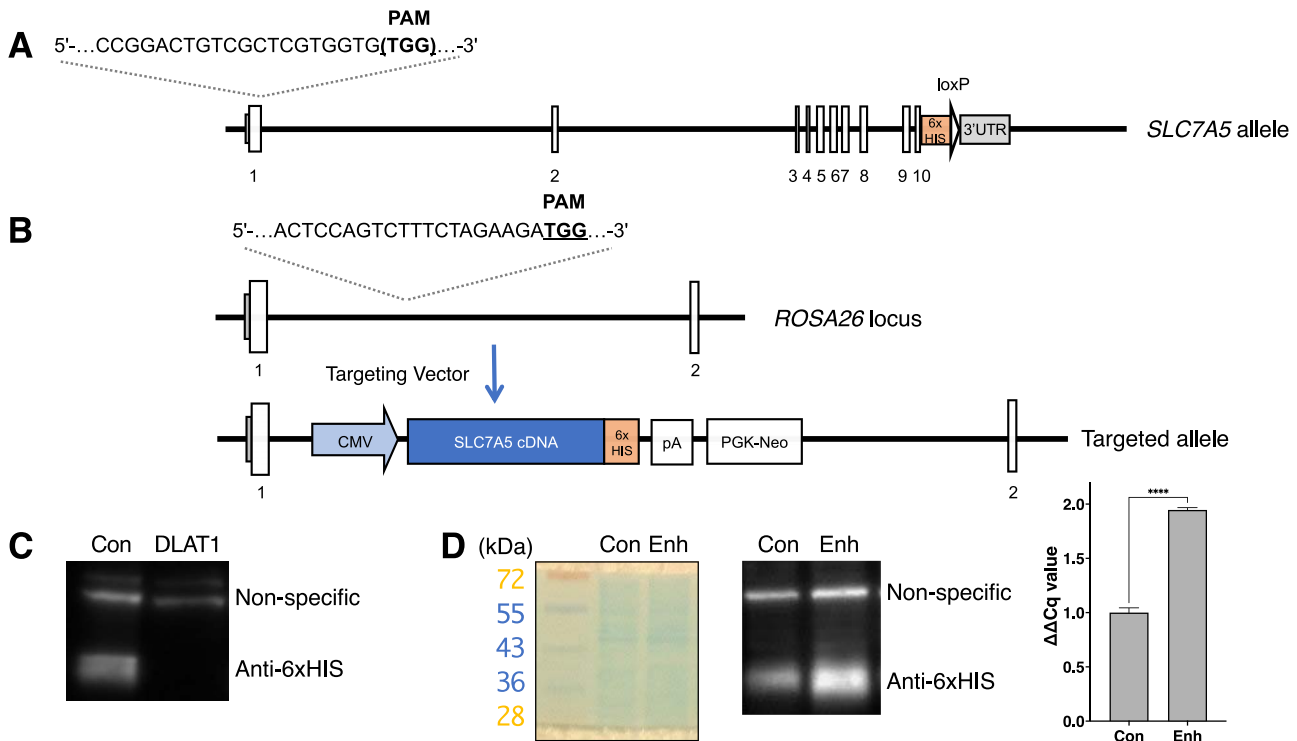 A
PAM
5'-...CCGGACTGTCGCTCGTGGTG(TGG)...-3'
loxP
6x HIS
3'UTR
SLC7A5 allele
1 2 3 4 5 6 7 8 9 10
B
PAM
5'-...ACTCCAGTCTTTCTAGAAGATGG...-3'
ROSA26 locus
1 2
Targeting Vector
CMV SLC7A5 cDNA 6x HIS pA PGK-Neo
Targeted allele
1 2
C
Con DLAT1
Non-specific
Anti-6xHIS
D
(kDa) Con Enh
72
55
43
36
28
Con Enh
Non-specific
Anti-6xHIS
****
ΔΔCq value
2.0
1.5
1.0
0.5
0.0
Con Enh